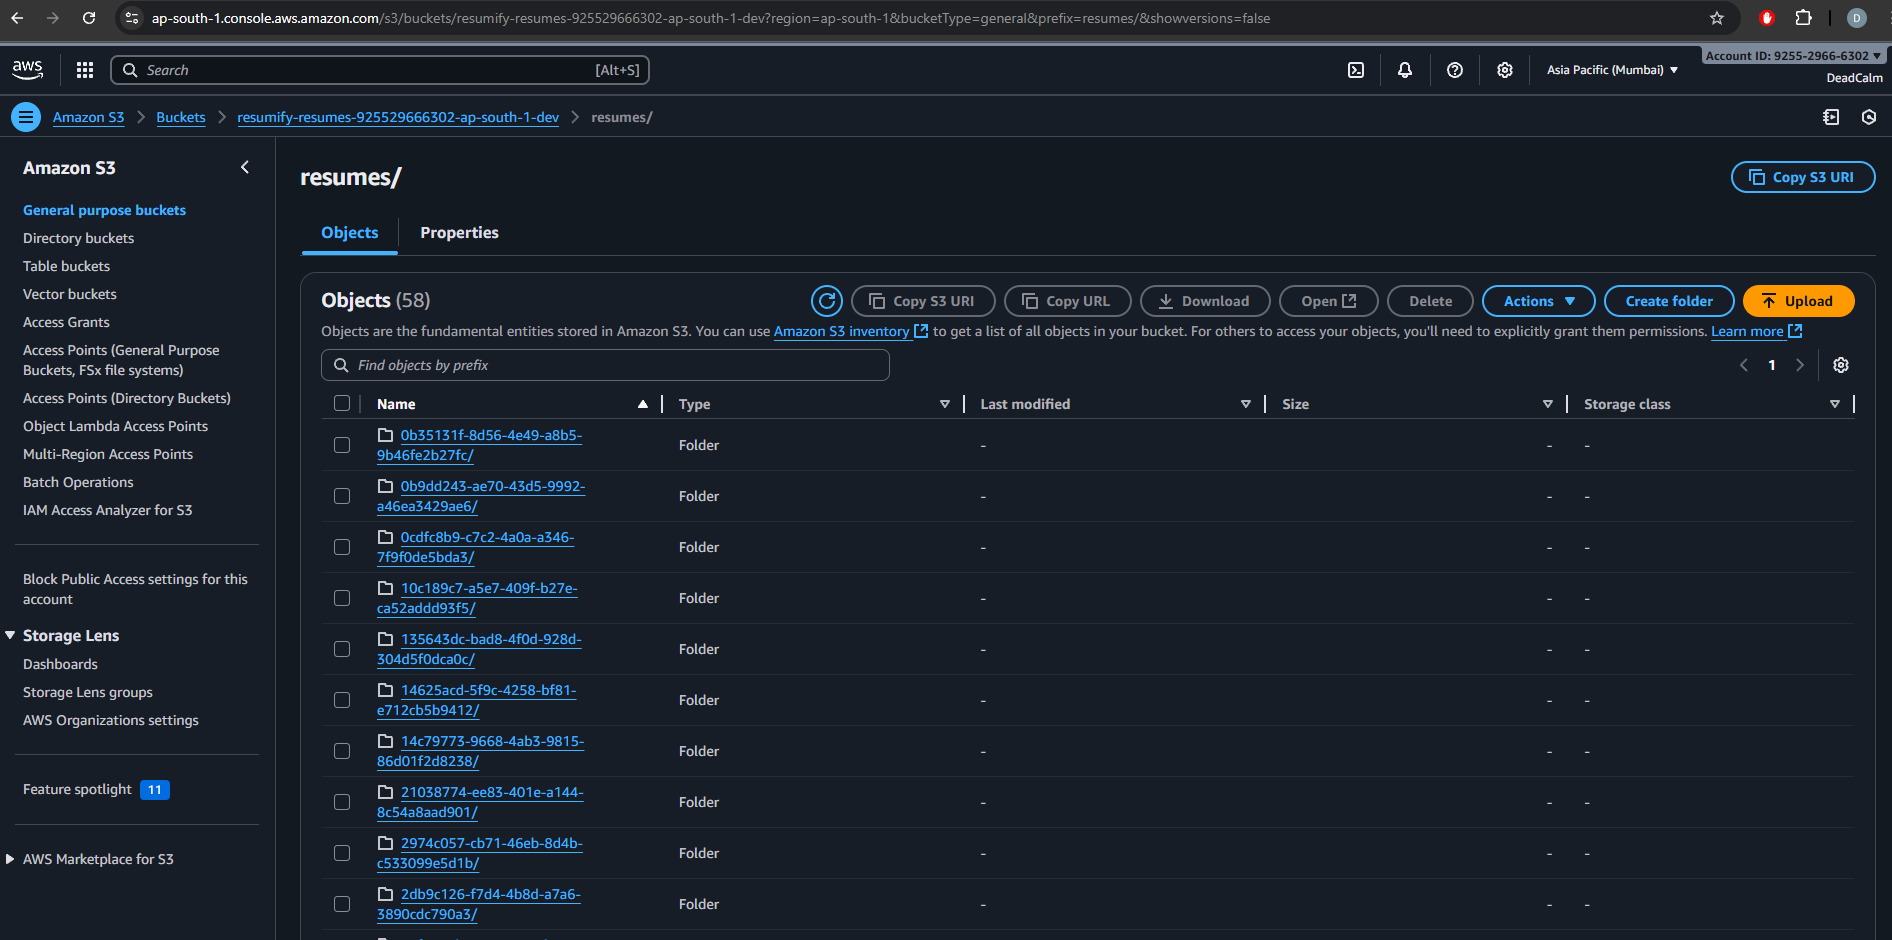 ap-south-1.console.aws.amazon.com/s3/buckets/resumify-resumes-925529666302-ap-south-1-dev?region=ap-south-1&bucketType=general&prefix=resumes/&showversions=false
D
aws
Search
[Alt+S]
Asia Pacific (Mumbai)
Account ID: 9255-2966-6302
DeadCalm
Amazon S3
Buckets
resumify-resumes-925529666302-ap-south-1-dev
resumes/
Amazon S3
General purpose buckets
Directory buckets
Table buckets
Vector buckets
Access Grants
Access Points (General Purpose
Buckets, FSx file systems)
Access Points (Directory Buckets)
Object Lambda Access Points
Multi-Region Access Points
Batch Operations
IAM Access Analyzer for S3
Block Public Access settings for this
account
Storage Lens
Dashboards
Storage Lens groups
AWS Organizations settings
Feature spotlight 11
AWS Marketplace for S3
resumes/
Copy S3 URI
Objects
Properties
Objects (58)
Copy S3 URI
Copy URL
Download
Open
Delete
Actions
Create folder
Upload
Objects are the fundamental entities stored in Amazon S3. You can use Amazon S3 inventory to get a list of all objects in your bucket. For others to access your objects, you'll need to explicitly grant them permissions. Learn more
Find objects by prefix
1
Name Type Last modified Size Storage class
0b35131f-8d56-4e49-a8b5-
9b46fe2b27fc/
Folder - - -
0b9dd243-ae70-43d5-9992-
a46ea3429ae6/
Folder - - -
0cdfc8b9-c7c2-4a0a-a346-
7f9f0de5bda3/
Folder - - -
10c189c7-a5e7-409f-b27e-
ca52addd93f5/
Folder - - -
135643dc-bad8-4f0d-928d-
304d5f0dca0c/
Folder - - -
14625acd-5f9c-4258-bf81-
e712cb5b9412/
Folder - - -
14c79773-9668-4ab3-9815-
86d01f2d8238/
Folder - - -
21038774-ee83-401e-a144-
8c54a8aad901/
Folder - - -
2974c057-cb71-46eb-8d4b-
c533099e5d1b/
Folder - - -
2db9c126-f7d4-4b8d-a7a6-
3890cdc790a3/
Folder - - -